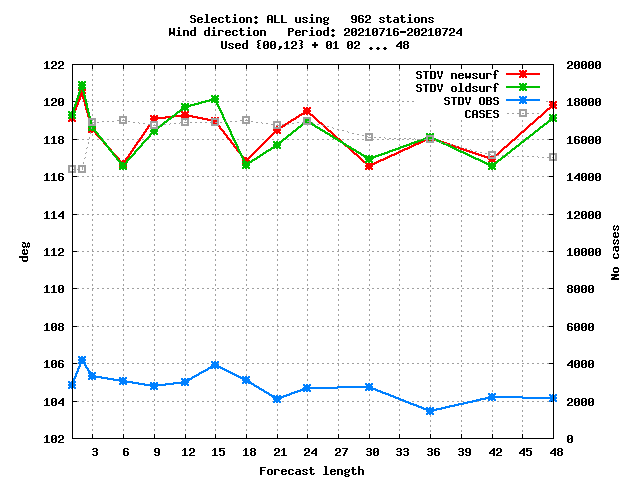 Selection: ALL using   962 stations
Wind direction   Period: 20210716-20210724
Used {00,12} + 01 02 ... 48
122
120
118
116
114
112
110
108
106
104
102
deg
20000
18000
16000
14000
12000
10000
8000
6000
4000
2000
0
No cases
STDV newsurf
STDV oldsurf
STDV OBS
CASES
3 6 9 12 15 18 21 24 27 30 33 36 39 42 45 48
Forecast length